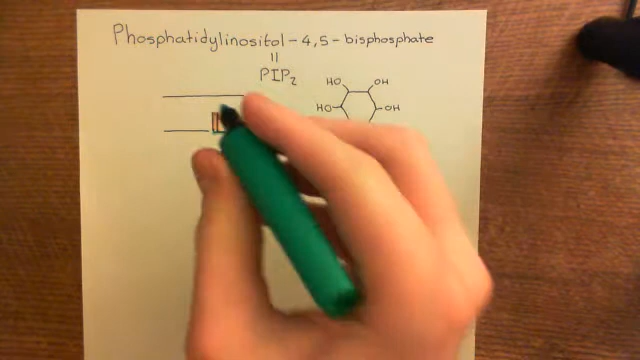 Phosphatidylinositol-4,5-bisphosphate
=
PIP₂
HO OH
HO OH